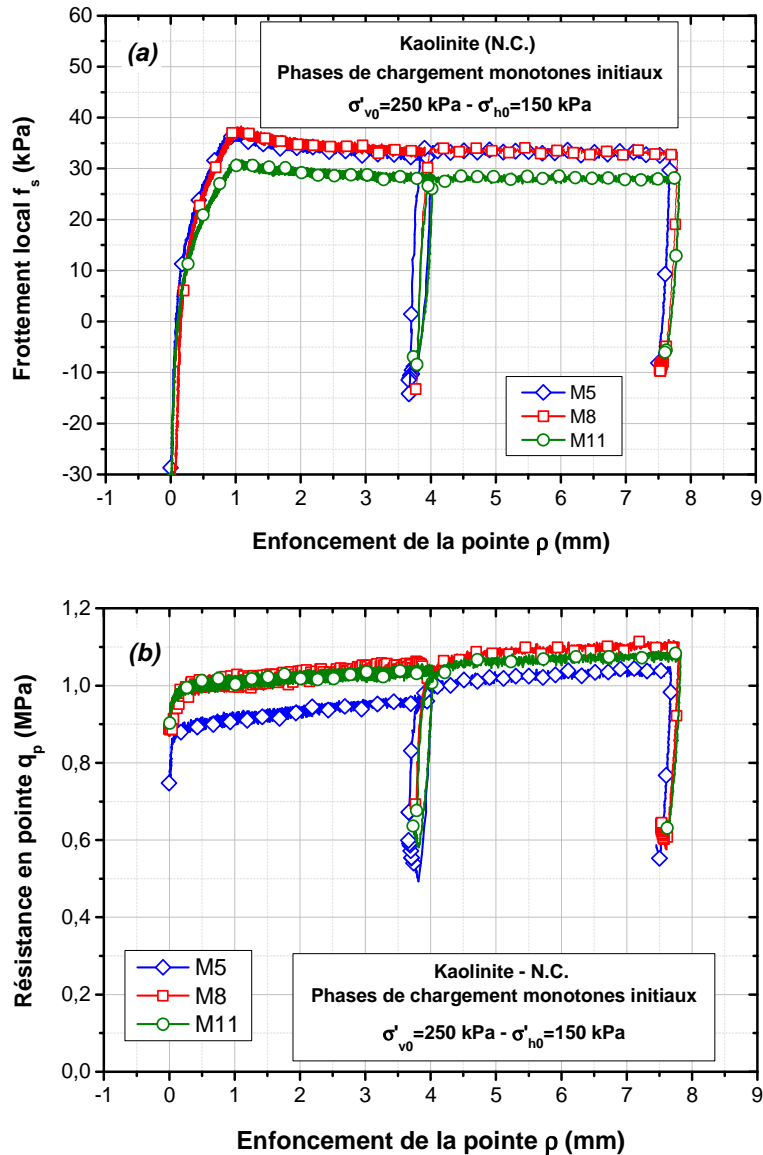 (a)
Kaolinite (N.C.)
Phases de chargement monotones initiaux
σ'v0=250 kPa - σ'h0=150 kPa
Frottement local fs (kPa)
60
50
40
30
20
10
0
-10
-20
-30
M5
M8
M11
-1 0 1 2 3 4 5 6 7 8 9
Enfoncement de la pointe ρ (mm)
(b)
Résistance en pointe qp (MPa)
1,2
1,0
0,8
0,6
0,4
0,2
0,0
M5
M8
M11
Kaolinite - N.C.
Phases de chargement monotones initiaux
σ'v0=250 kPa - σ'h0=150 kPa
-1 0 1 2 3 4 5 6 7 8 9
Enfoncement de la pointe ρ (mm)